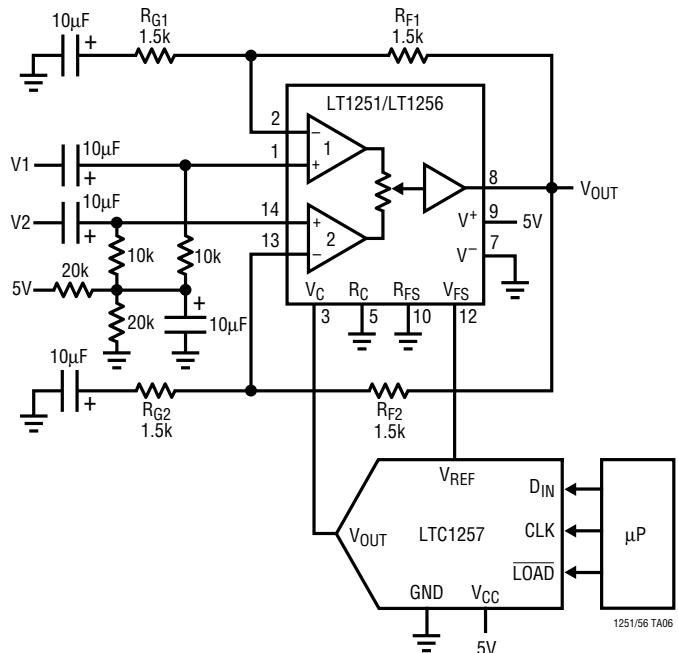 10µF
+
RG1
1.5k
RF1
1.5k
LT1251/LT1256
2
–
1
1
+
V1
10µF
+
10µF
V2
+
14
+
13
–
2
8
VOUT
V+
9
5V
V–
7
10k
10k
20k
5V
20k
+
10µF
VC
RC
RFS
VFS
3
5
10
12
10µF
+
RG2
1.5k
RF2
1.5k
VREF
DIN
CLK
LOAD
VOUT
LTC1257
µP
GND
VCC
5V
1251/56 TA06